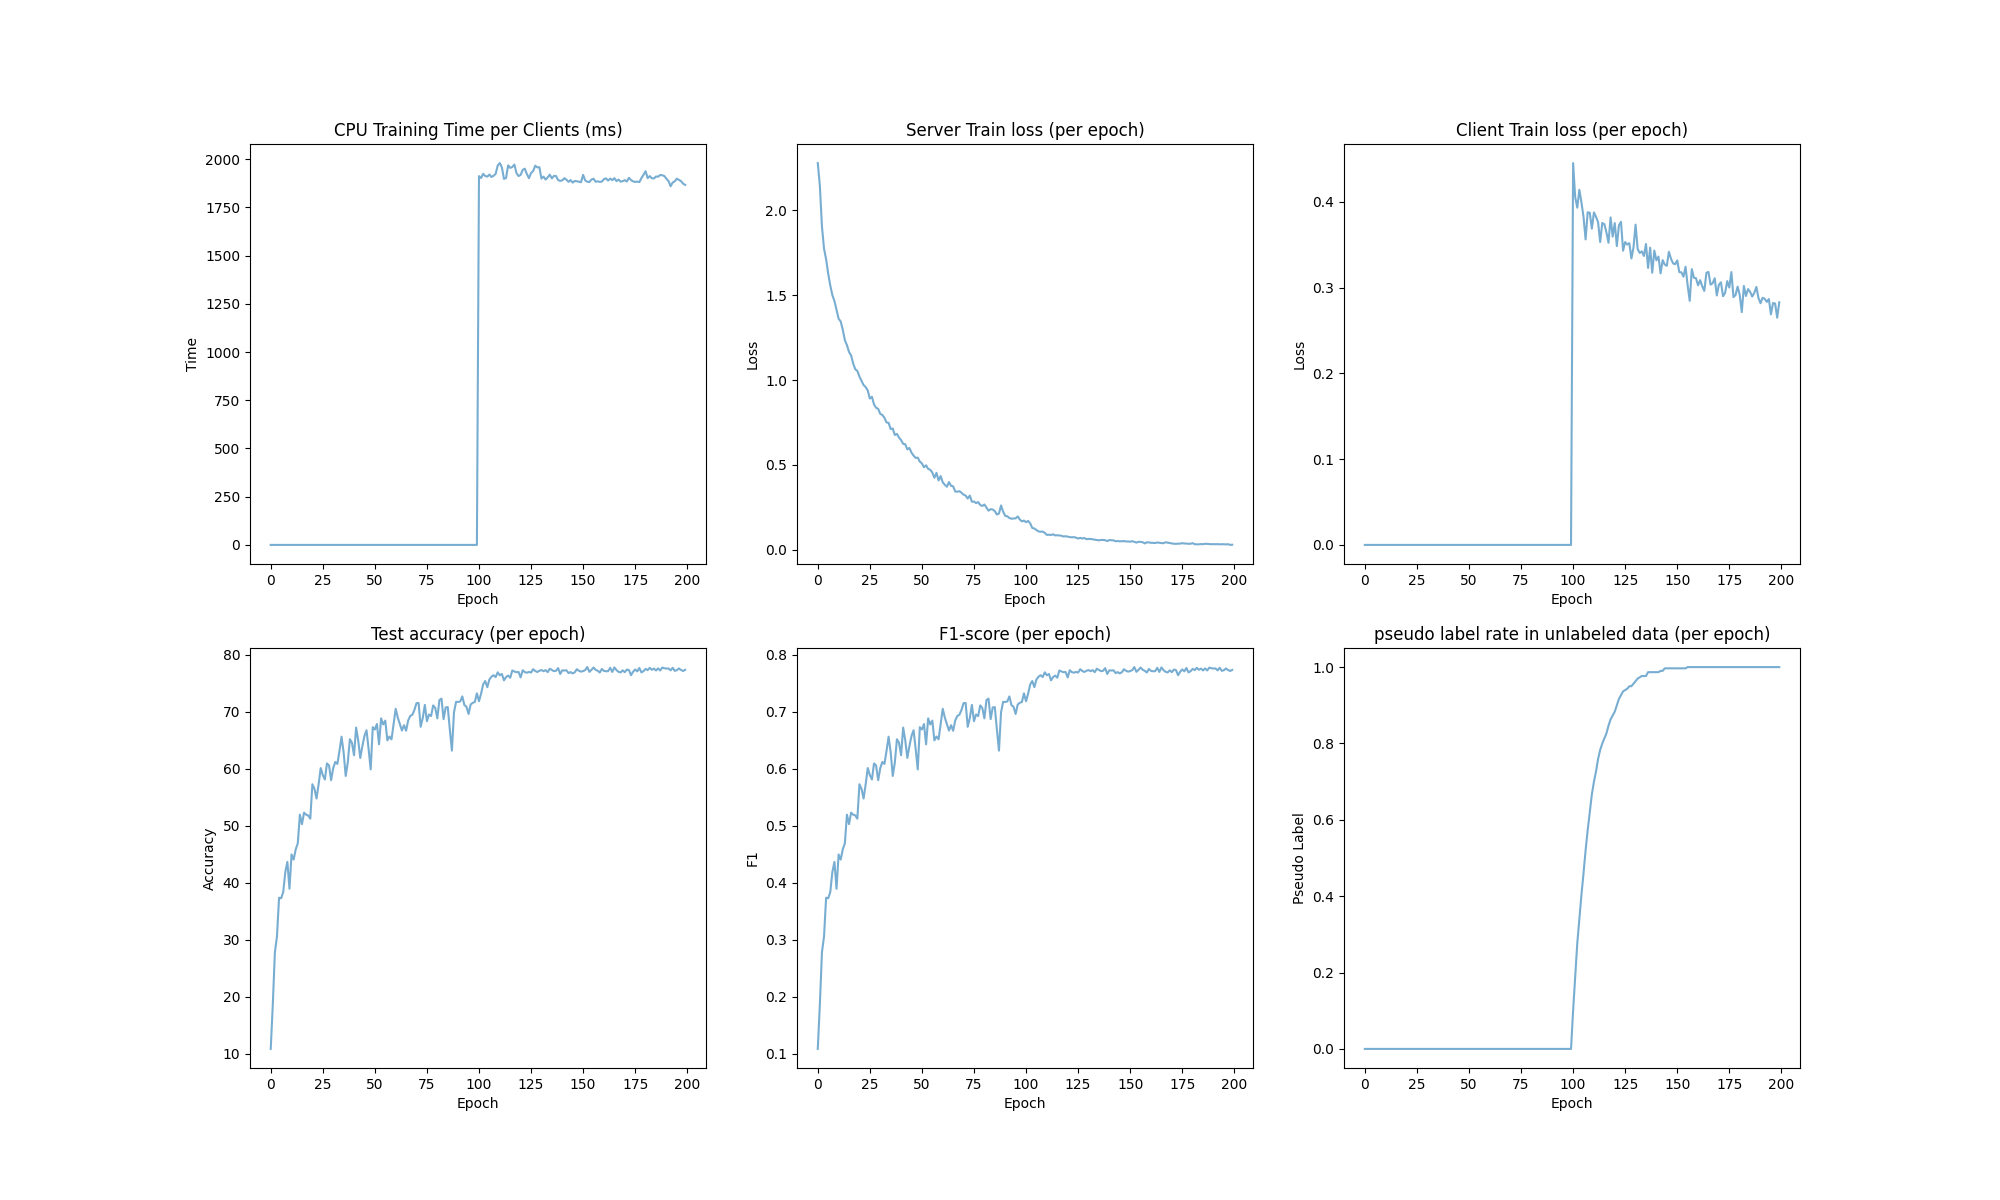 CPU Training Time per Clients (ms)
Time
2000
1750
1500
1250
1000
750
500
250
0
0 25 50 75 100 125 150 175 200
Epoch
Server Train loss (per epoch)
Loss
2.0
1.5
1.0
0.5
0.0
0 25 50 75 100 125 150 175 200
Epoch
Client Train loss (per epoch)
Loss
0.4
0.3
0.2
0.1
0.0
0 25 50 75 100 125 150 175 200
Epoch
Test accuracy (per epoch)
Accuracy
80
70
60
50
40
30
20
10
0 25 50 75 100 125 150 175 200
Epoch
F1-score (per epoch)
F1
0.8
0.7
0.6
0.5
0.4
0.3
0.2
0.1
0 25 50 75 100 125 150 175 200
Epoch
pseudo label rate in unlabeled data (per epoch)
Pseudo Label
1.0
0.8
0.6
0.4
0.2
0.0
0 25 50 75 100 125 150 175 200
Epoch